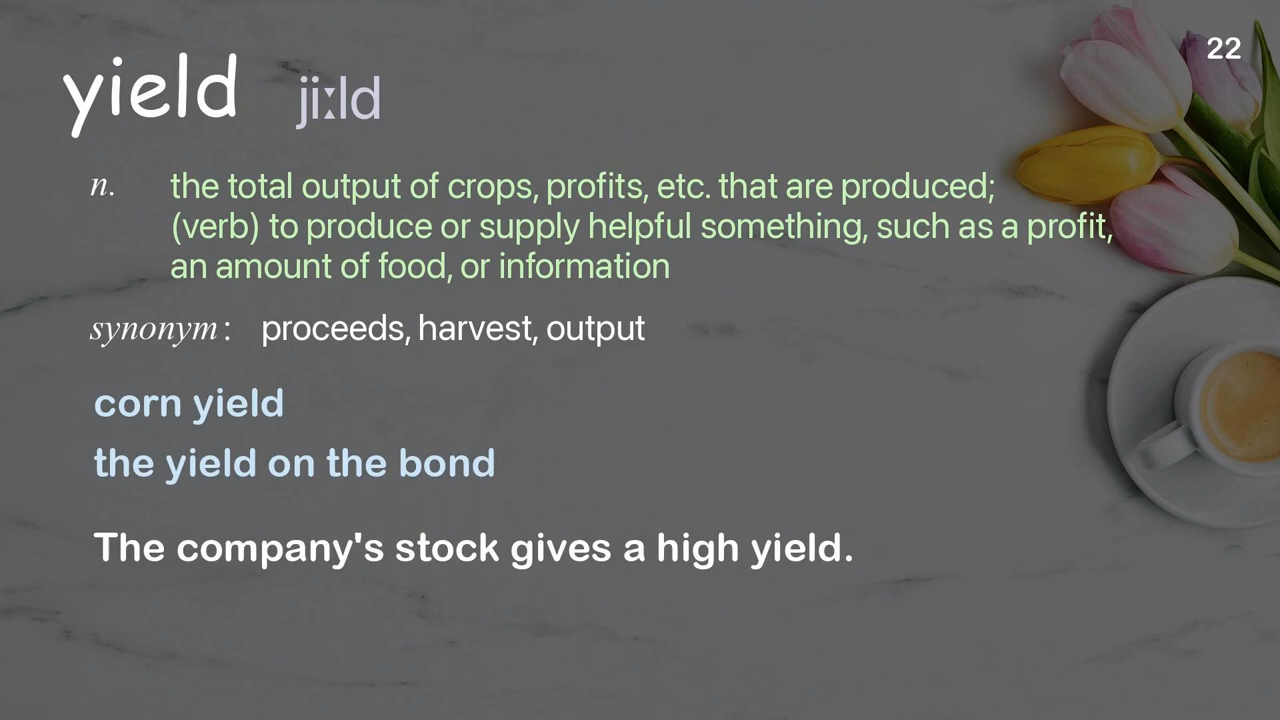 22
yield jiːld
n. the total output of crops, profits, etc. that are produced;
(verb) to produce or supply helpful something, such as a profit,
an amount of food, or information
synonym: proceeds, harvest, output
corn yield
the yield on the bond
The company's stock gives a high yield.